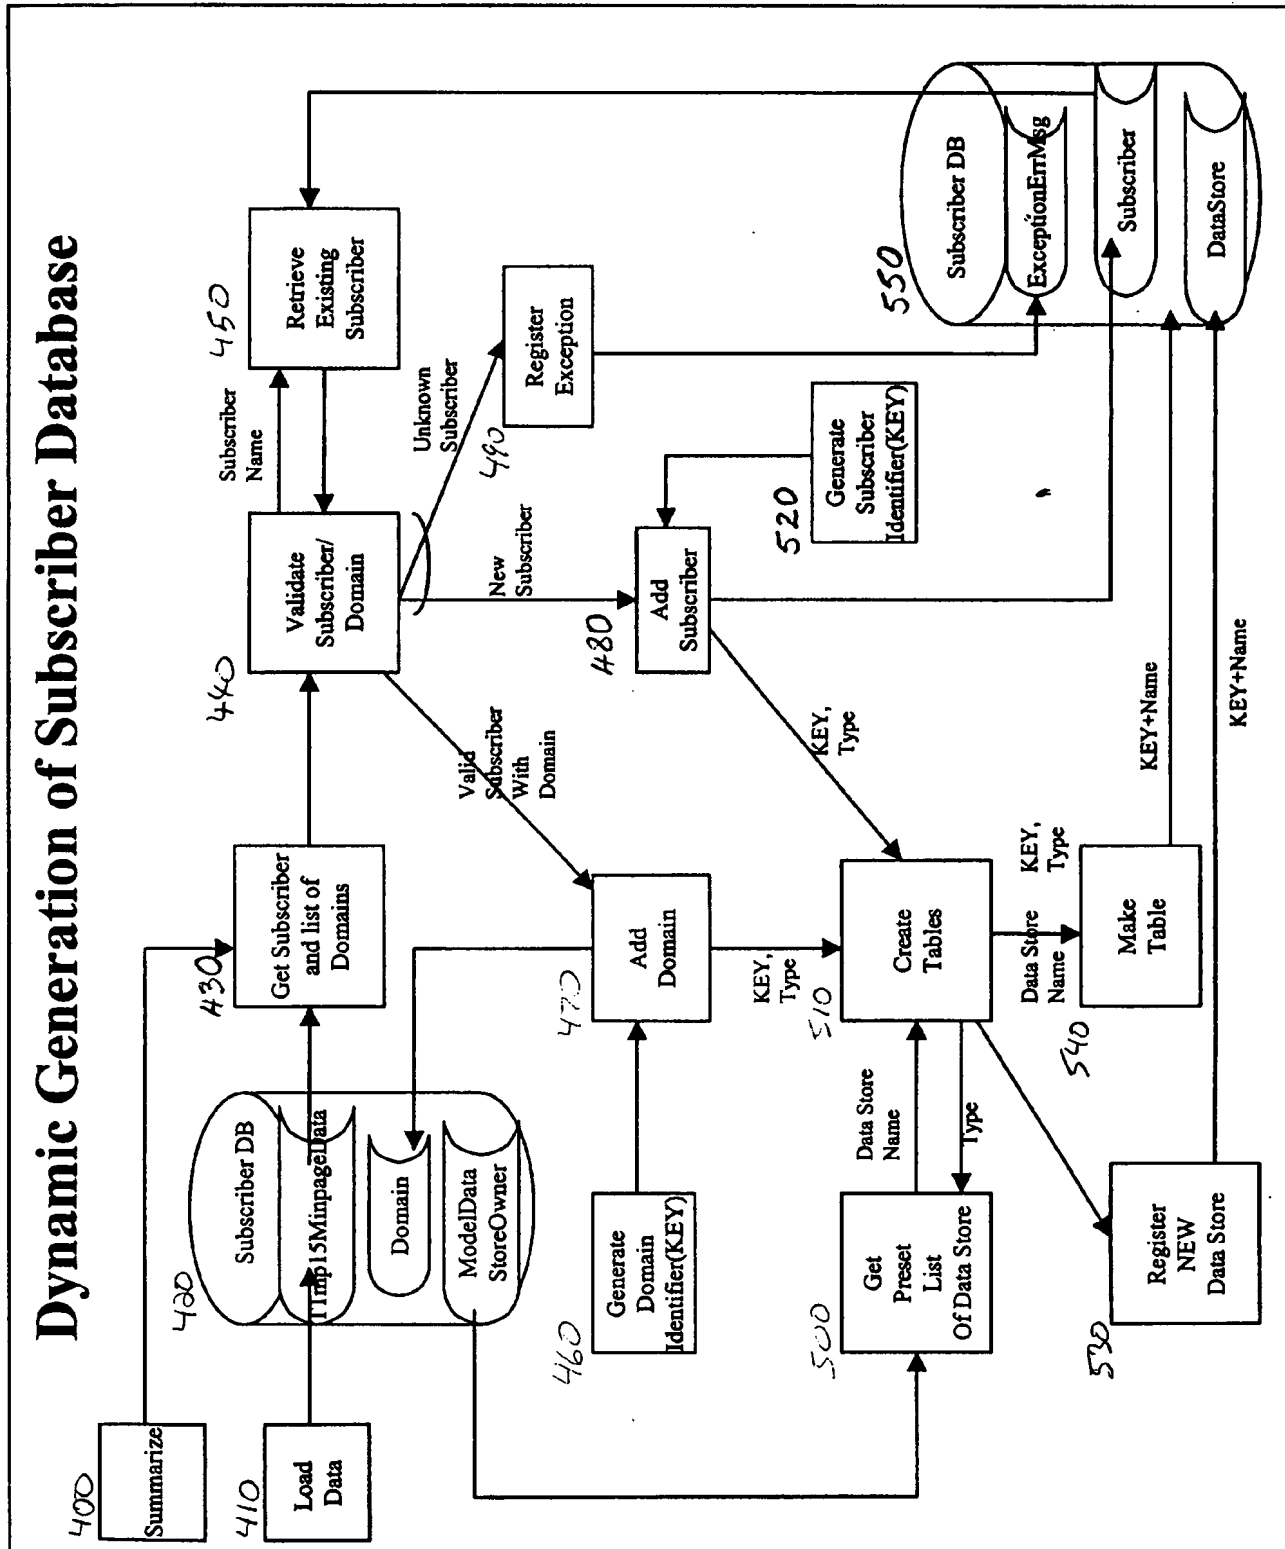 Dynamic Generation of Subscriber Database
400
Summarize
410
Load
Data
420
Subscriber DB
T1mp15MinpageData
Domain
ModelData
StoreOwner
430
Get Subscriber
and list of
Domains
440
Validate
Subscriber/
Domain
Subscriber
Name
450
Retrieve
Existing
Subscriber
Valid
Subscriber
With
Domain
New
Subscriber
Unknown
Subscriber
490
Register
Exception
460
Generate
Domain
Identifier(KEY)
470
Add
Domain
KEY,
Type
480
Add
Subscriber
KEY,
Type
520
Generate
Subscriber
Identifier(KEY)
500
Get
Preset
List
Of Data Store
Data Store
Name
Type
510
Create
Tables
Data Store
Name
KEY,
Type
530
Register
NEW
Data Store
540
Make
Table
KEY+Name
KEY+Name
550
Subscriber DB
ExceptionErrMsg
Subscriber
DataStore